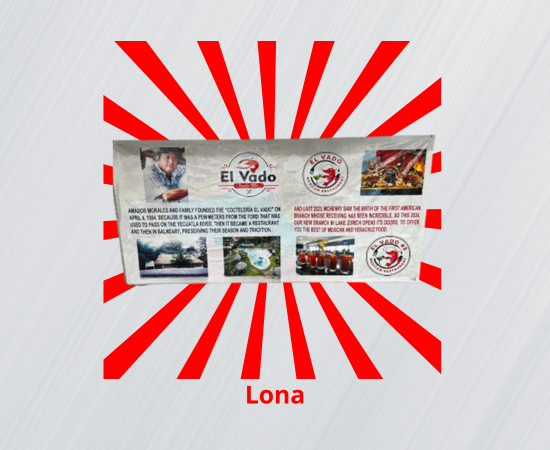 El Vado
Desde 1994
AMADOR MORALES AND FAMILY FOUNDED THE "COCTELERÍA EL VADO" ON
APRIL 4, 1994. BECAUSE IT WAS A FEW METERS FROM THE FORD THAT WAS
USED TO PASS ON THE YECUATLA RIVER. THEN IT BECAME A RESTAURANT
AND THEN IN BALNEARY, PRESERVING THEIR SEASON AND TRADITION.
EL VADO
MEXICAN RESTAURANT
AND LAST 2023, MCHENRY SAW THE BIRTH OF THE FIRST AMERICAN
BRANCH WHOSE RECEIVING HAS BEEN INCREDIBLE. SO THIS 2024,
OUR NEW BRANCH IN LAKE ZURICH OPENS ITS DOORS, TO OFFER
YOU THE BEST OF MEXICAN AND VERACRUZ FOOD.
EL VADO #2
MEXICAN RESTAURANT
Lona